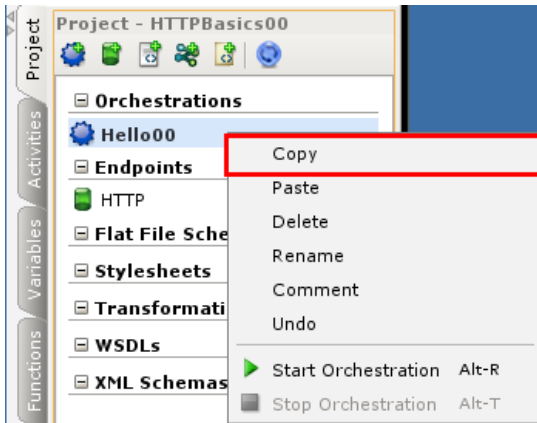 Project
Activities
Variables
Functions
Project - HTTPBasics00
Orchestrations
Hello00
Endpoints
HTTP
Flat File Sche
Stylesheets
Transformati
WSDLs
XML Schemas
Copy
Paste
Delete
Rename
Comment
Undo
Start Orchestration Alt-R
Stop Orchestration Alt-T